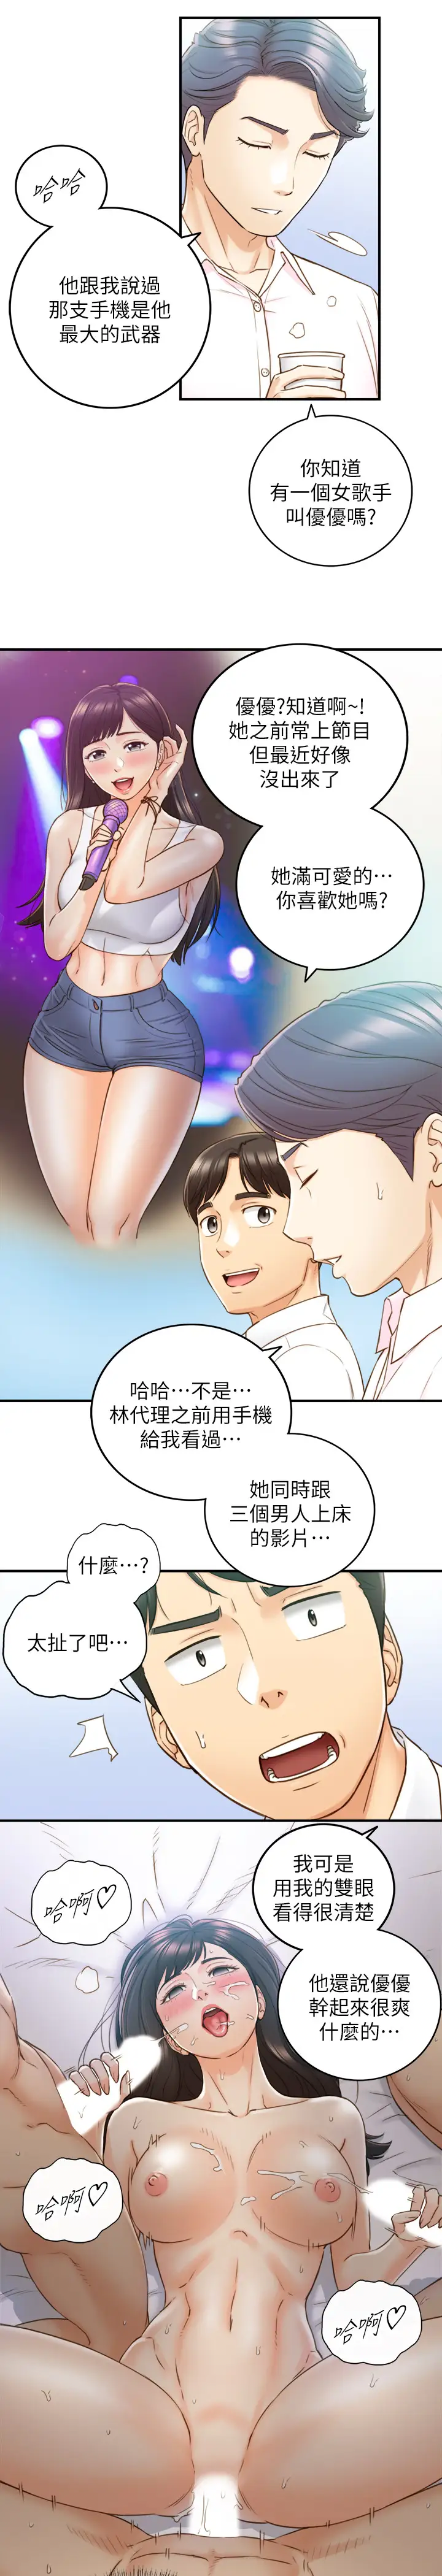 哈哈
他跟我說過
那支手機是他
最大的武器
你知道
有一個女歌手
叫優優嗎?
優優?知道啊~!
她之前常上節目
但最近好像
沒出來了
她滿可愛的…
你喜歡她嗎?
哈哈…不是…
林代理之前用手機
給我看過…
她同時跟
三個男人上床
的影片…
什麼…?
太扯了吧…
我可是
用我的雙眼
看得很清楚
哈啊♡
他還說優優
幹起來很爽
什麼的…
哈啊♡
哈啊♡